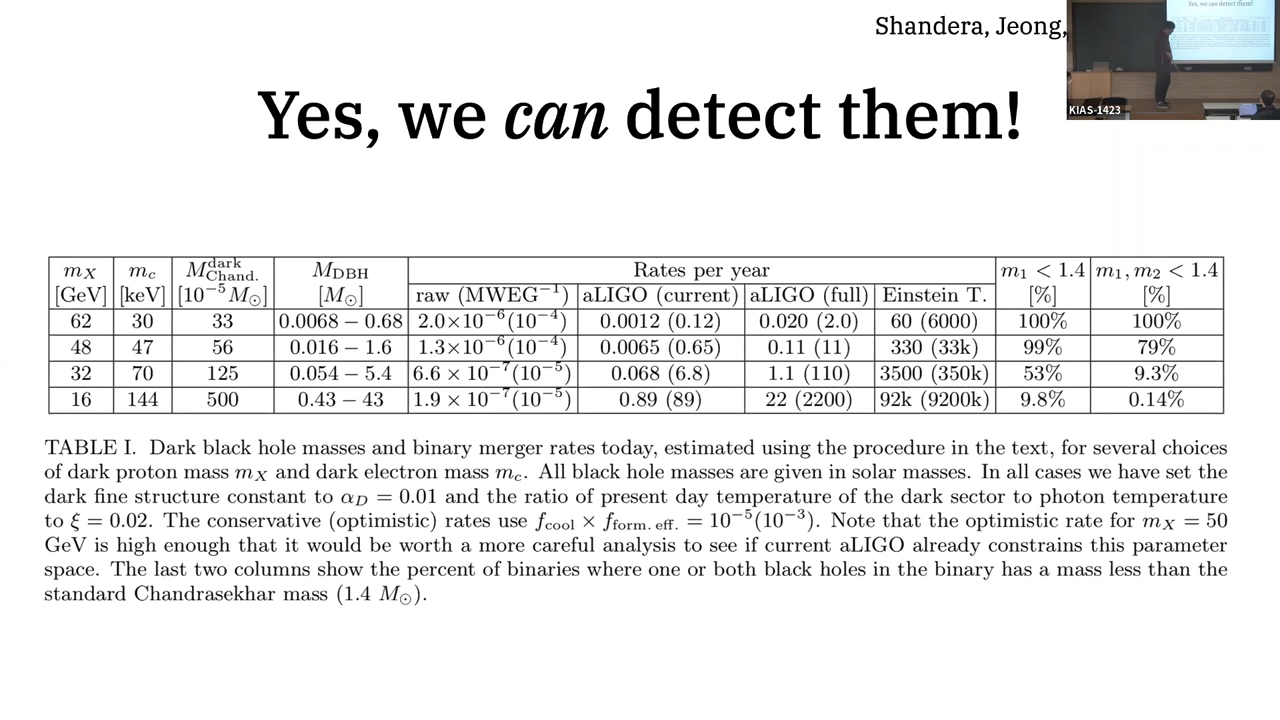 Shandera, Jeong,
Yes, we can detect them!
KIAS-1423
m_X m_c M^dark_Chand. M_DBH Rates per year m₁ < 1.4 m₁, m₂ < 1.4
[GeV] [keV] [10⁻⁵ M⊙] [M⊙] raw (MWEG⁻¹) aLIGO (current) aLIGO (full) Einstein T. [%] [%]
62 30 33 0.0068 − 0.68 2.0×10⁻⁶(10⁻⁴) 0.0012 (0.12) 0.020 (2.0) 60 (6000) 100% 100%
48 47 56 0.016 − 1.6 1.3×10⁻⁶(10⁻⁴) 0.0065 (0.65) 0.11 (11) 330 (33k) 99% 79%
32 70 125 0.054 − 5.4 6.6 × 10⁻⁷(10⁻⁵) 0.068 (6.8) 1.1 (110) 3500 (350k) 53% 9.3%
16 144 500 0.43 − 43 1.9 × 10⁻⁷(10⁻⁵) 0.89 (89) 22 (2200) 92k (9200k) 9.8% 0.14%
TABLE I. Dark black hole masses and binary merger rates today, estimated using the procedure in the text, for several choices
of dark proton mass m_X and dark electron mass m_c. All black hole masses are given in solar masses. In all cases we have set the
dark fine structure constant to α_D = 0.01 and the ratio of present day temperature of the dark sector to photon temperature
to ξ = 0.02. The conservative (optimistic) rates use f_cool × f_form. eff. = 10⁻⁵(10⁻³). Note that the optimistic rate for m_X = 50
GeV is high enough that it would be worth a more careful analysis to see if current aLIGO already constrains this parameter
space. The last two columns show the percent of binaries where one or both black holes in the binary has a mass less than the
standard Chandrasekhar mass (1.4 M⊙).